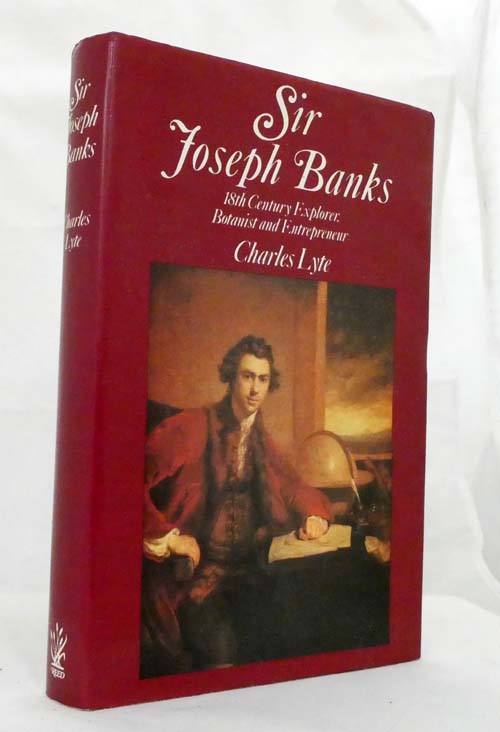 Sir
Joseph Banks
18th Century Explorer,
Botanist and Entrepreneur
Charles Lyte
Sir
Joseph
Banks
Charles
Lyte
REED